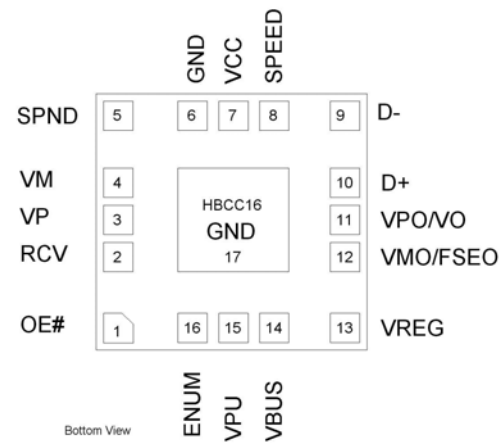 GND VCC SPEED
SPND 5 6 7 8 9 D-
VM 4 10 D+
HBCC16
VP 3 GND 11 VPO/VO
RCV 2 17 12 VMO/FSEO
OE# 1 16 15 14 13 VREG
ENUM VPU VBUS
Bottom View